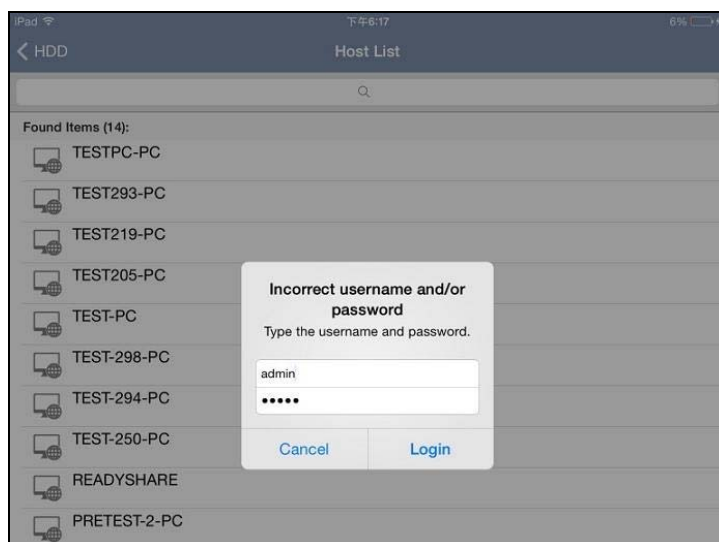 iPad 下午6:17 6%
HDD Host List
Found Items (14):
TESTPC-PC
TEST293-PC
TEST219-PC
TEST205-PC
TEST-PC
TEST-298-PC
TEST-294-PC
TEST-250-PC
READYSHARE
PRETEST-2-PC
Incorrect username and/or
password
Type the username and password.
admin
•••••
Cancel Login